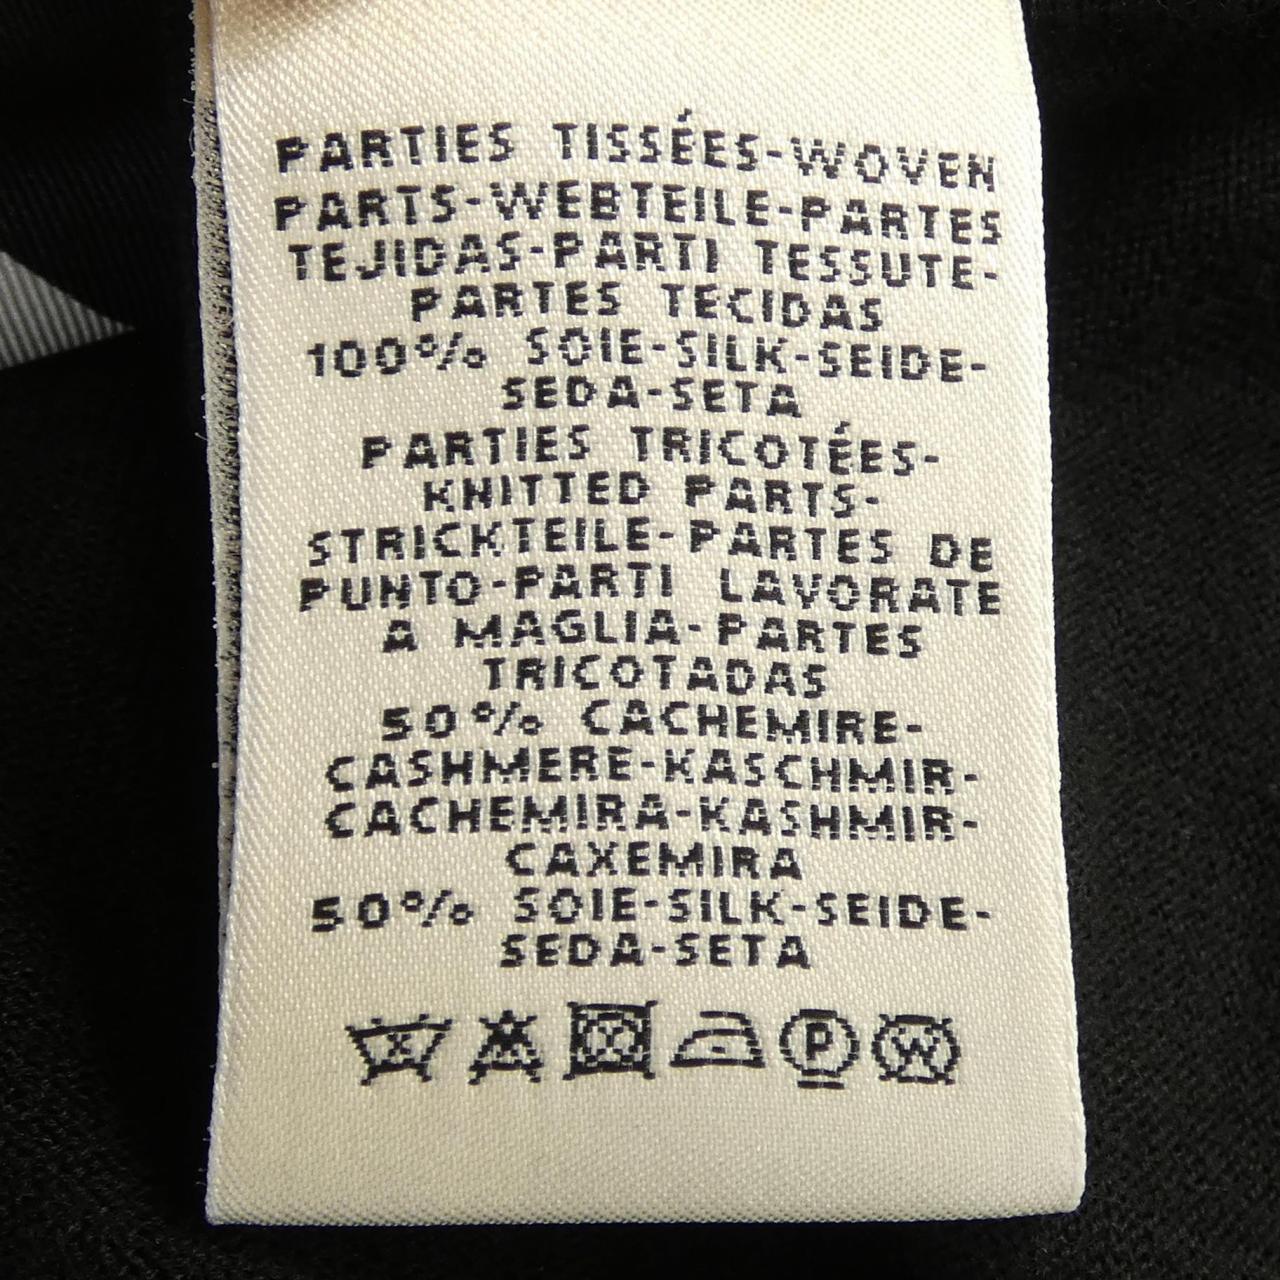 PARTIES TISSÉES-WOVEN
PARTS-WEBTEILE-PARTES
TEJIDAS-PARTI TESSUTE-
PARTES TECIDAS
100% SOIE-SILK-SEIDE-
SEDA-SETA
PARTIES TRICOTÉES-
KNITTED PARTS-
STRICKTEILE-PARTES DE
PUNTO-PARTI LAVORATE
A MAGLIA-PARTES
TRICOTADAS
50% CACHEMIRE-
CASHMERE-KASCHMIR-
CACHEMIRA-KASHMIR-
CAXEMIRA
50% SOIE-SILK-SEIDE-
SEDA-SETA
P W